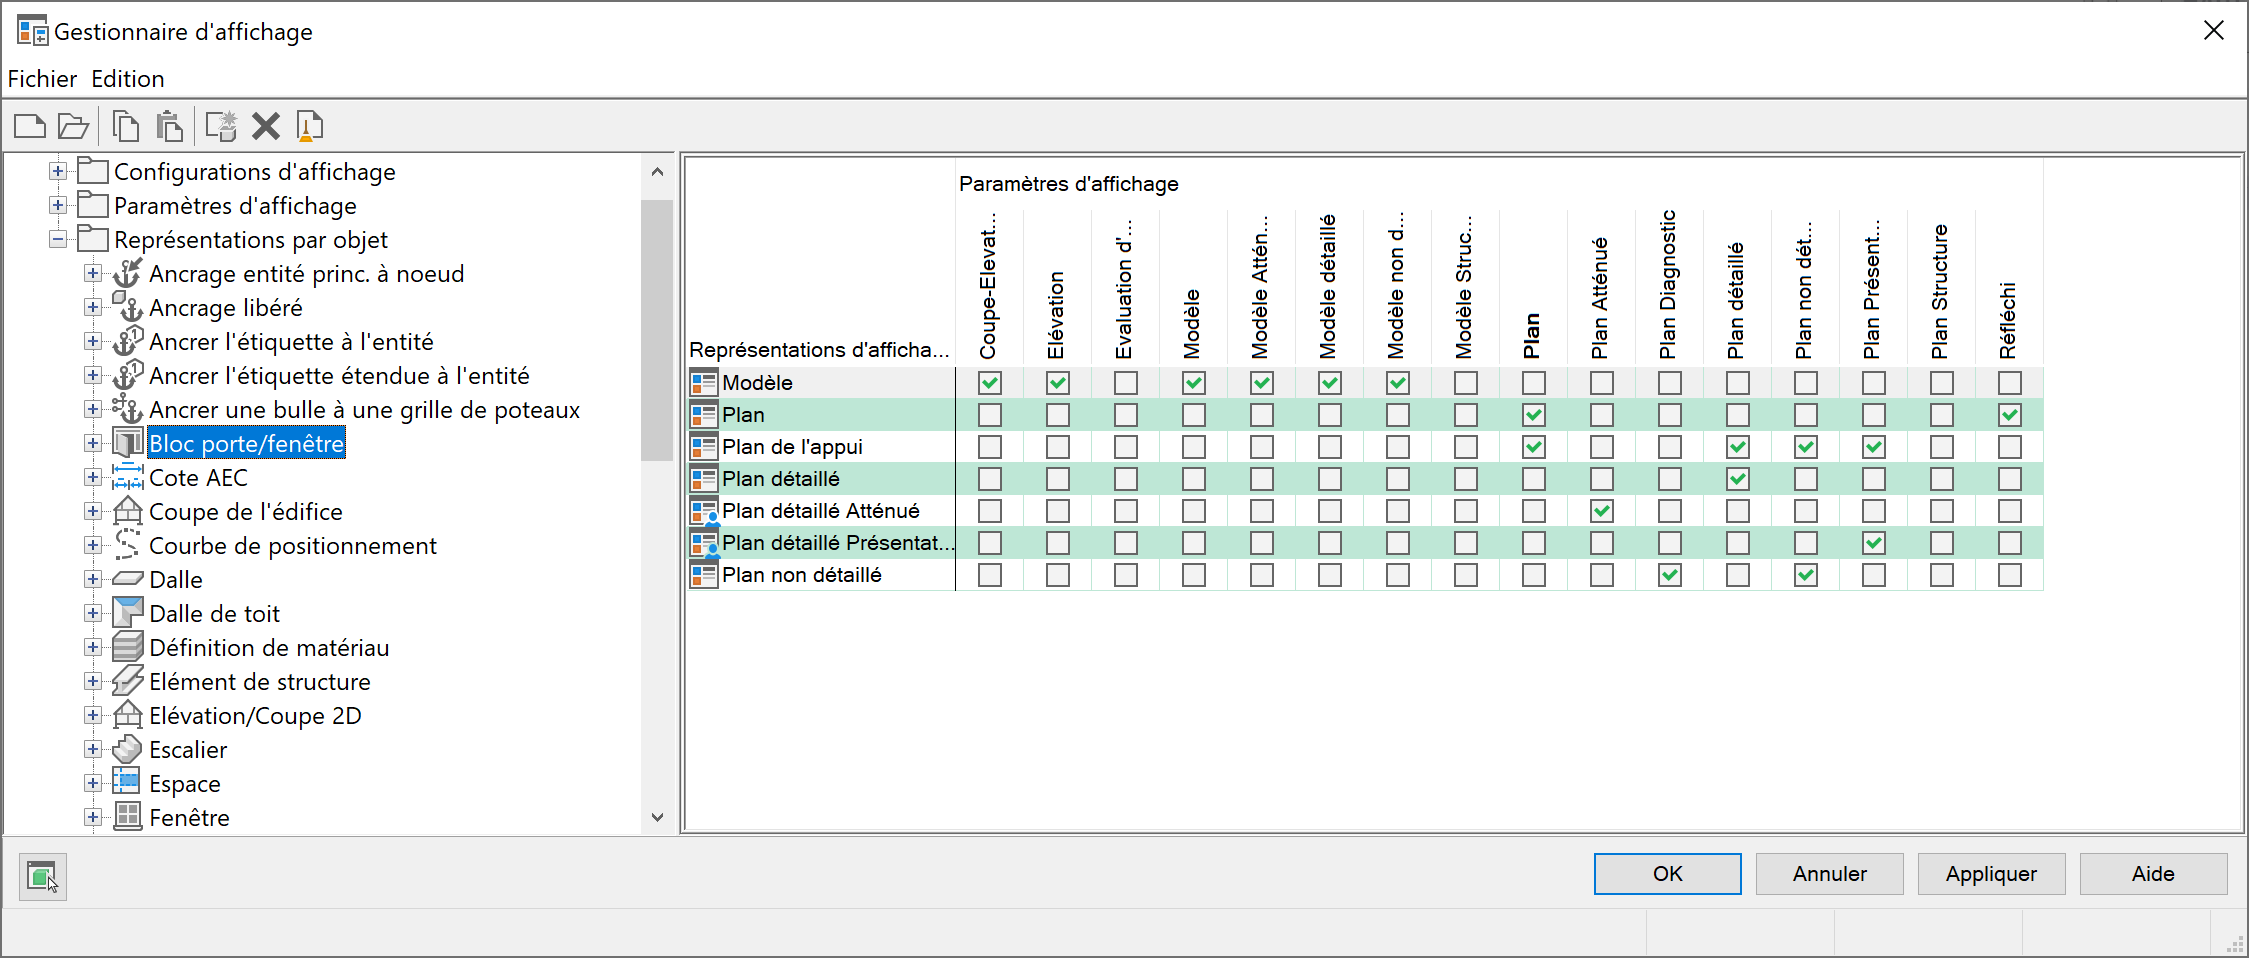 Gestionnaire d'affichage
Fichier Edition
Configurations d'affichage
Paramètres d'affichage
Représentations par objet
Ancrage entité princ. à noeud
Ancrage libéré
Ancrer l'étiquette à l'entité
Ancrer l'étiquette étendue à l'entité
Ancrer une bulle à une grille de poteaux
Bloc porte/fenêtre
Cote AEC
Coupe de l'édifice
Courbe de positionnement
Dalle
Dalle de toit
Définition de matériau
Elément de structure
Elévation/Coupe 2D
Escalier
Espace
Fenêtre
Paramètres d'affichage
Représentations d'afficha...
Coupe-Elevat...
Elévation
Evaluation d'...
Modèle
Modèle Attén...
Modèle détaillé
Modèle non d...
Modèle Struc...
Plan
Plan Atténué
Plan Diagnostic
Plan détaillé
Plan non dét...
Plan Présent...
Plan Structure
Réfléchi
Modèle
Plan
Plan de l'appui
Plan détaillé
Plan détaillé Atténué
Plan détaillé Présentat...
Plan non détaillé
OK Annuler Appliquer Aide